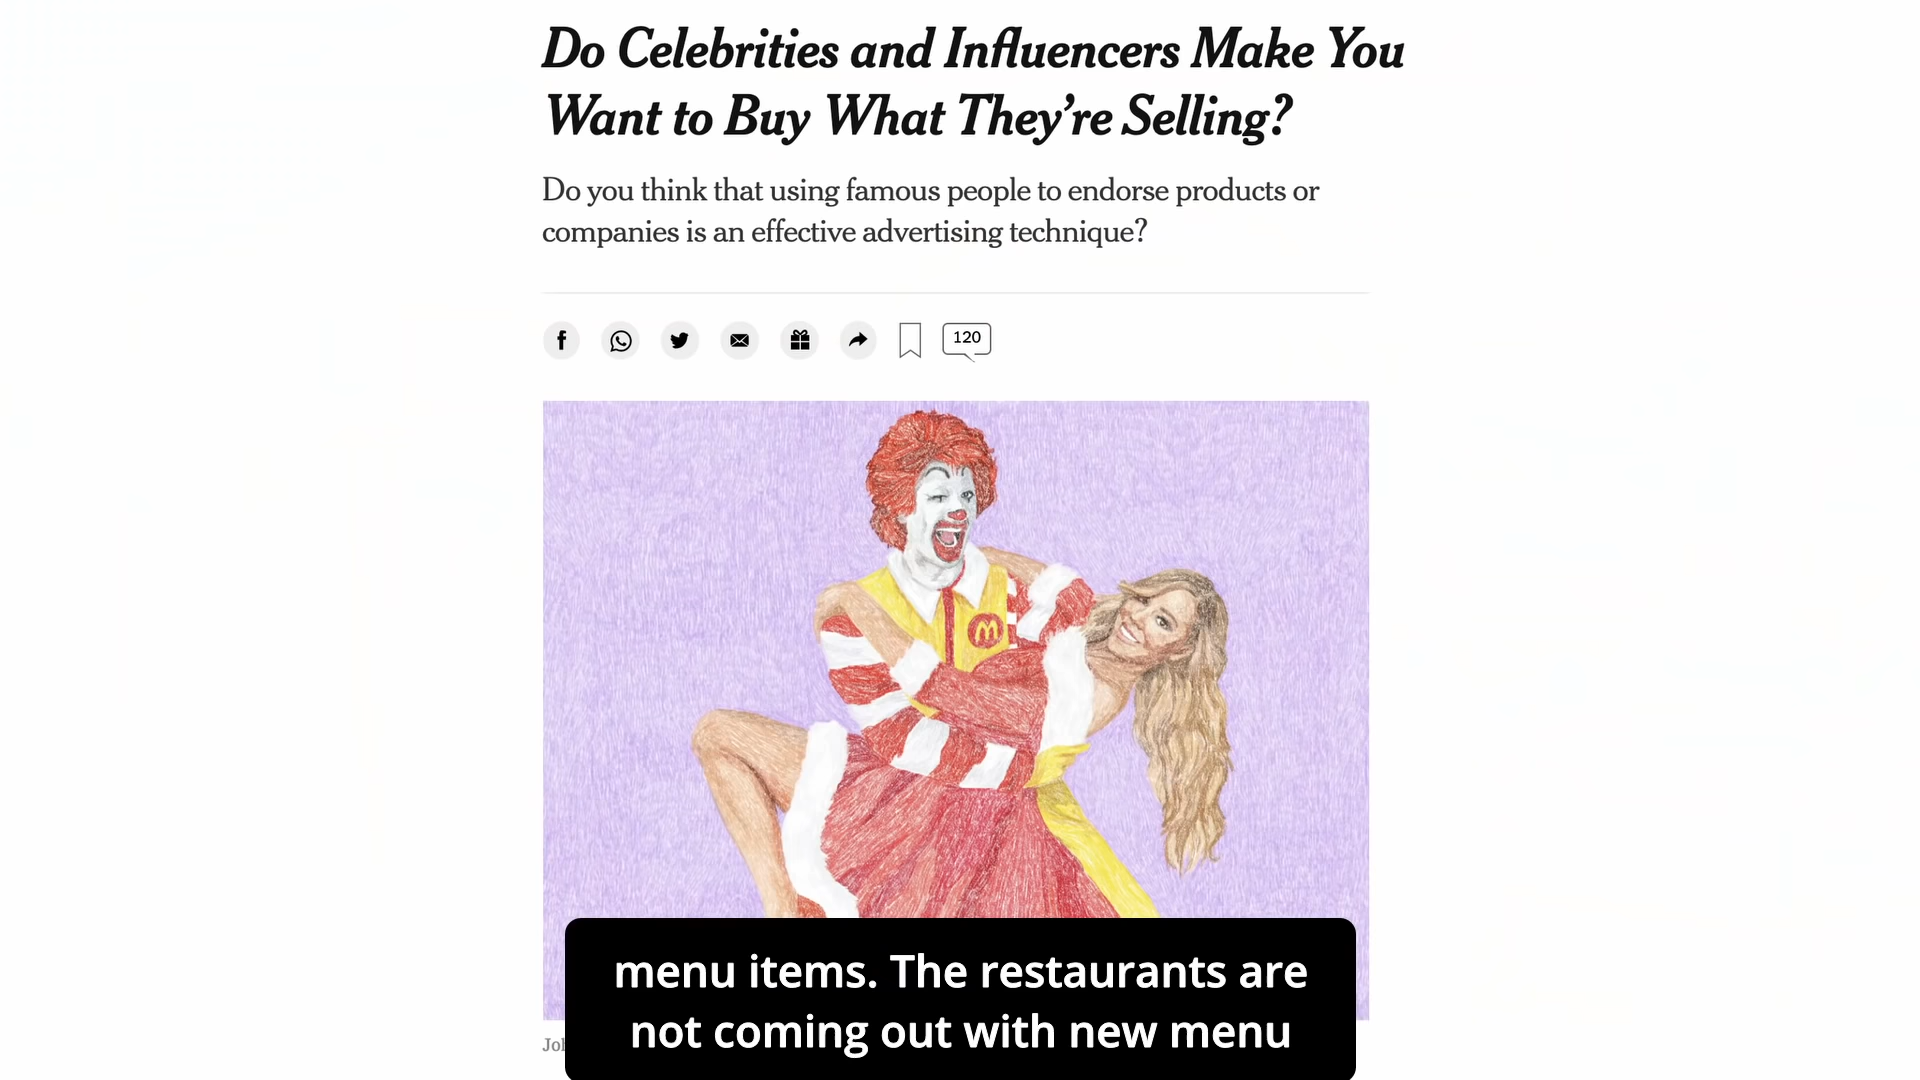 Do Celebrities and Influencers Make You
Want to Buy What They’re Selling?
Do you think that using famous people to endorse products or
companies is an effective advertising technique?
120
menu items. The restaurants are
not coming out with new menu